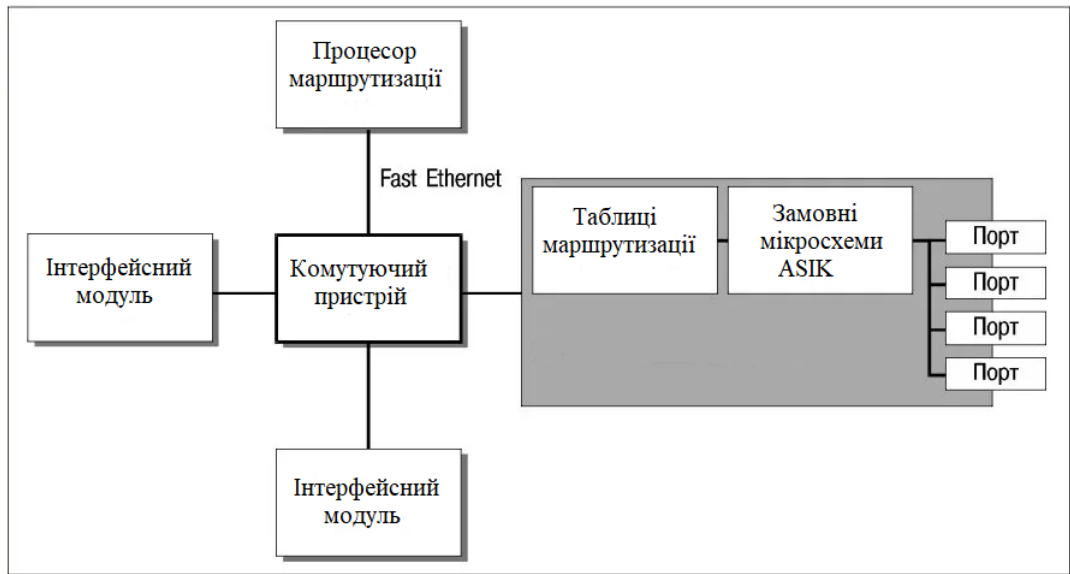 Процесор
маршрутизації
Fast Ethernet
Таблиці
маршрутизації
Замовні
мікросхеми
ASIK
Порт
Порт
Порт
Порт
Інтерфейсний
модуль
Комутуючий
пристрій
Інтерфейсний
модуль